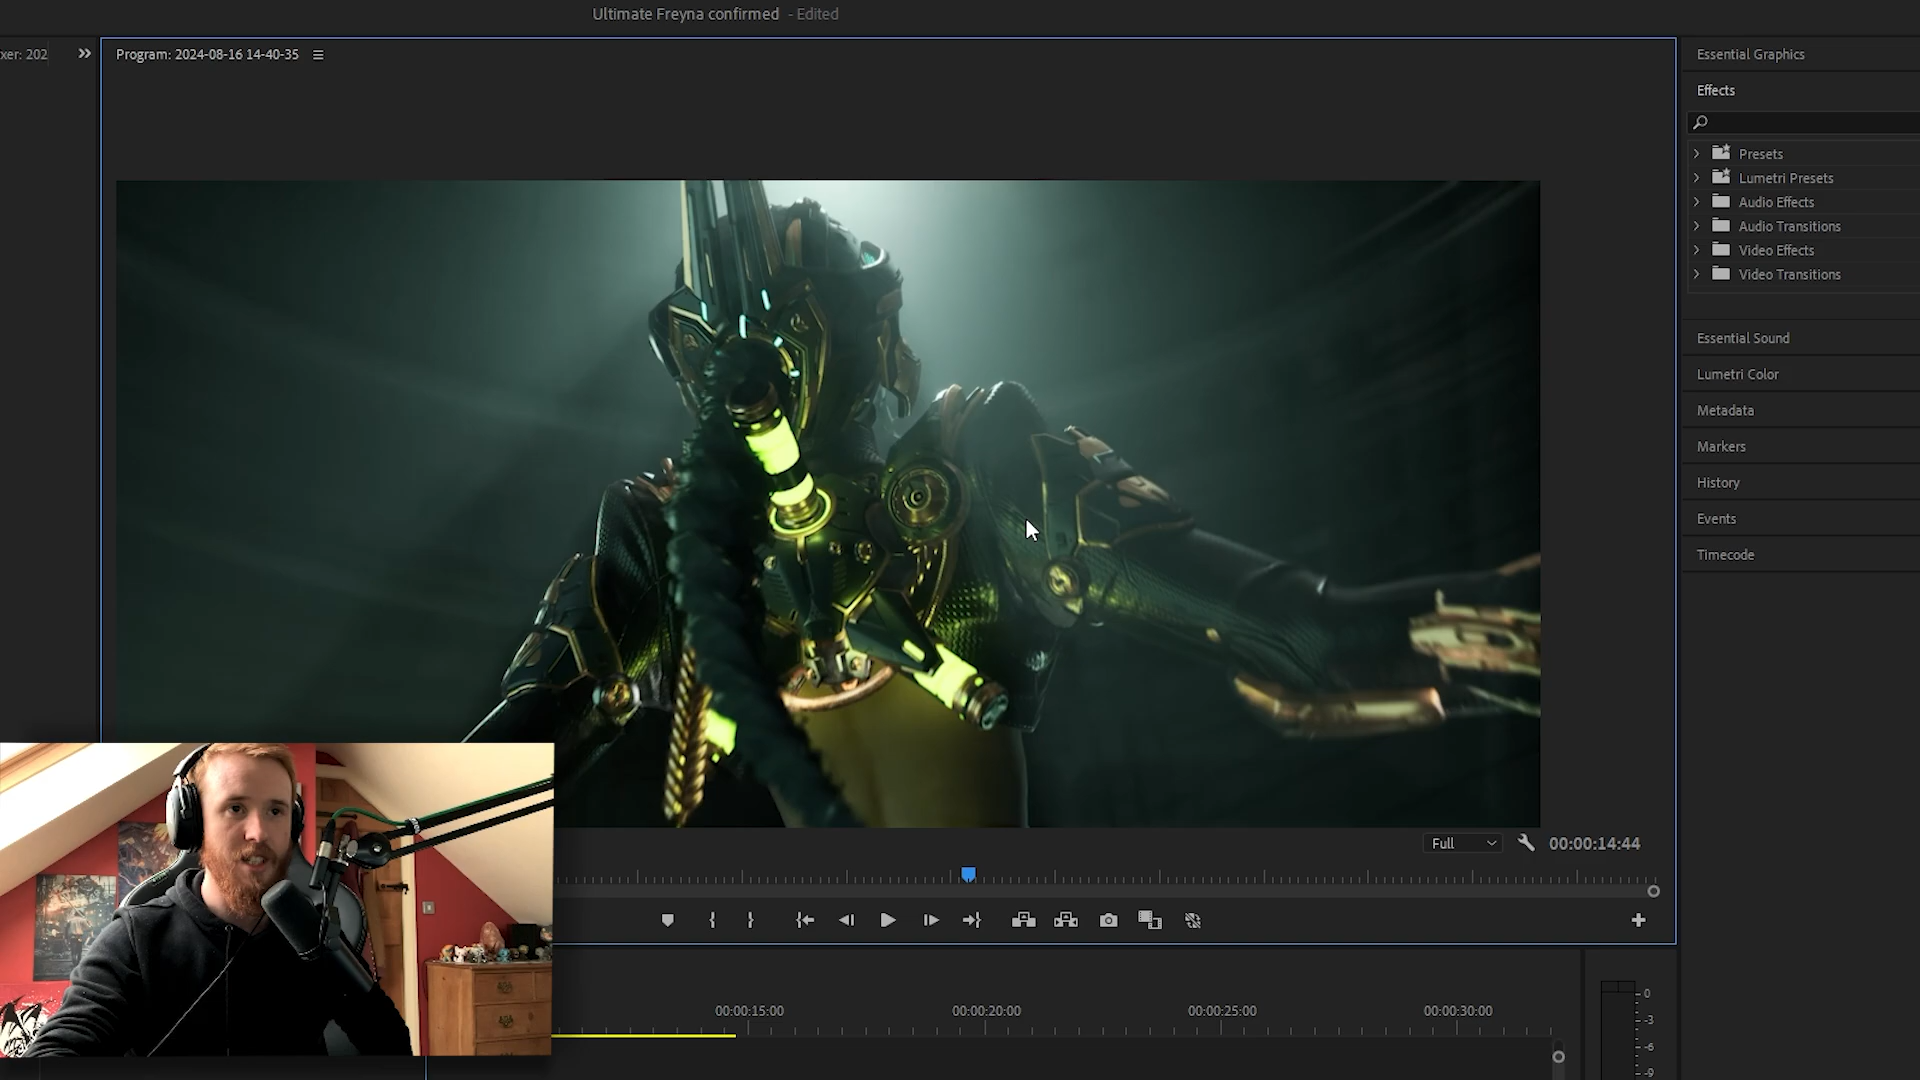 Ultimate Freyna confirmed - Edited
xer: 202
Program: 2024-08-16 14-40-35
Essential Graphics
Effects
Presets
Lumetri Presets
Audio Effects
Audio Transitions
Video Effects
Video Transitions
Essential Sound
Lumetri Color
Metadata
Markers
History
Events
Timecode
Full
00:00:14:44
00:00:15:00
00:00:20:00
00:00:25:00
00:00:30:00
0
-3
-6
-9